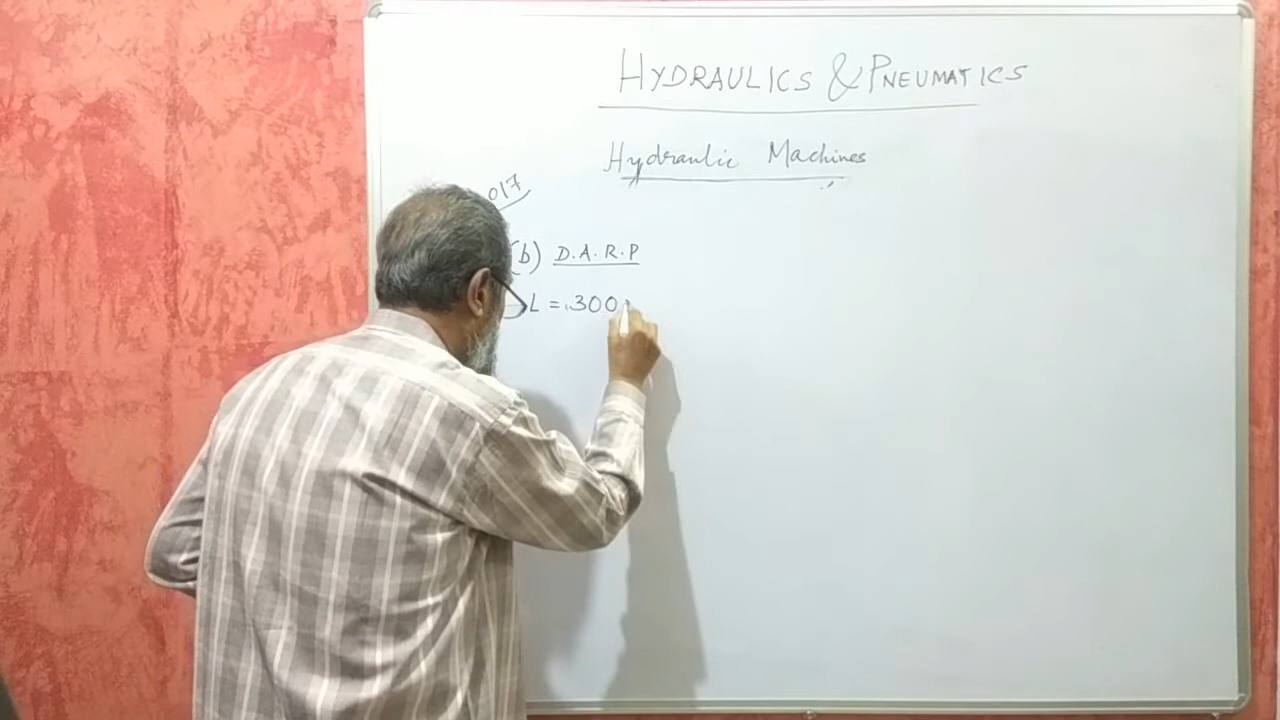 HYDRAULICS & PNEUMATICS
Hydraulic Machines
017
(b) D.A.R.P
L = 300